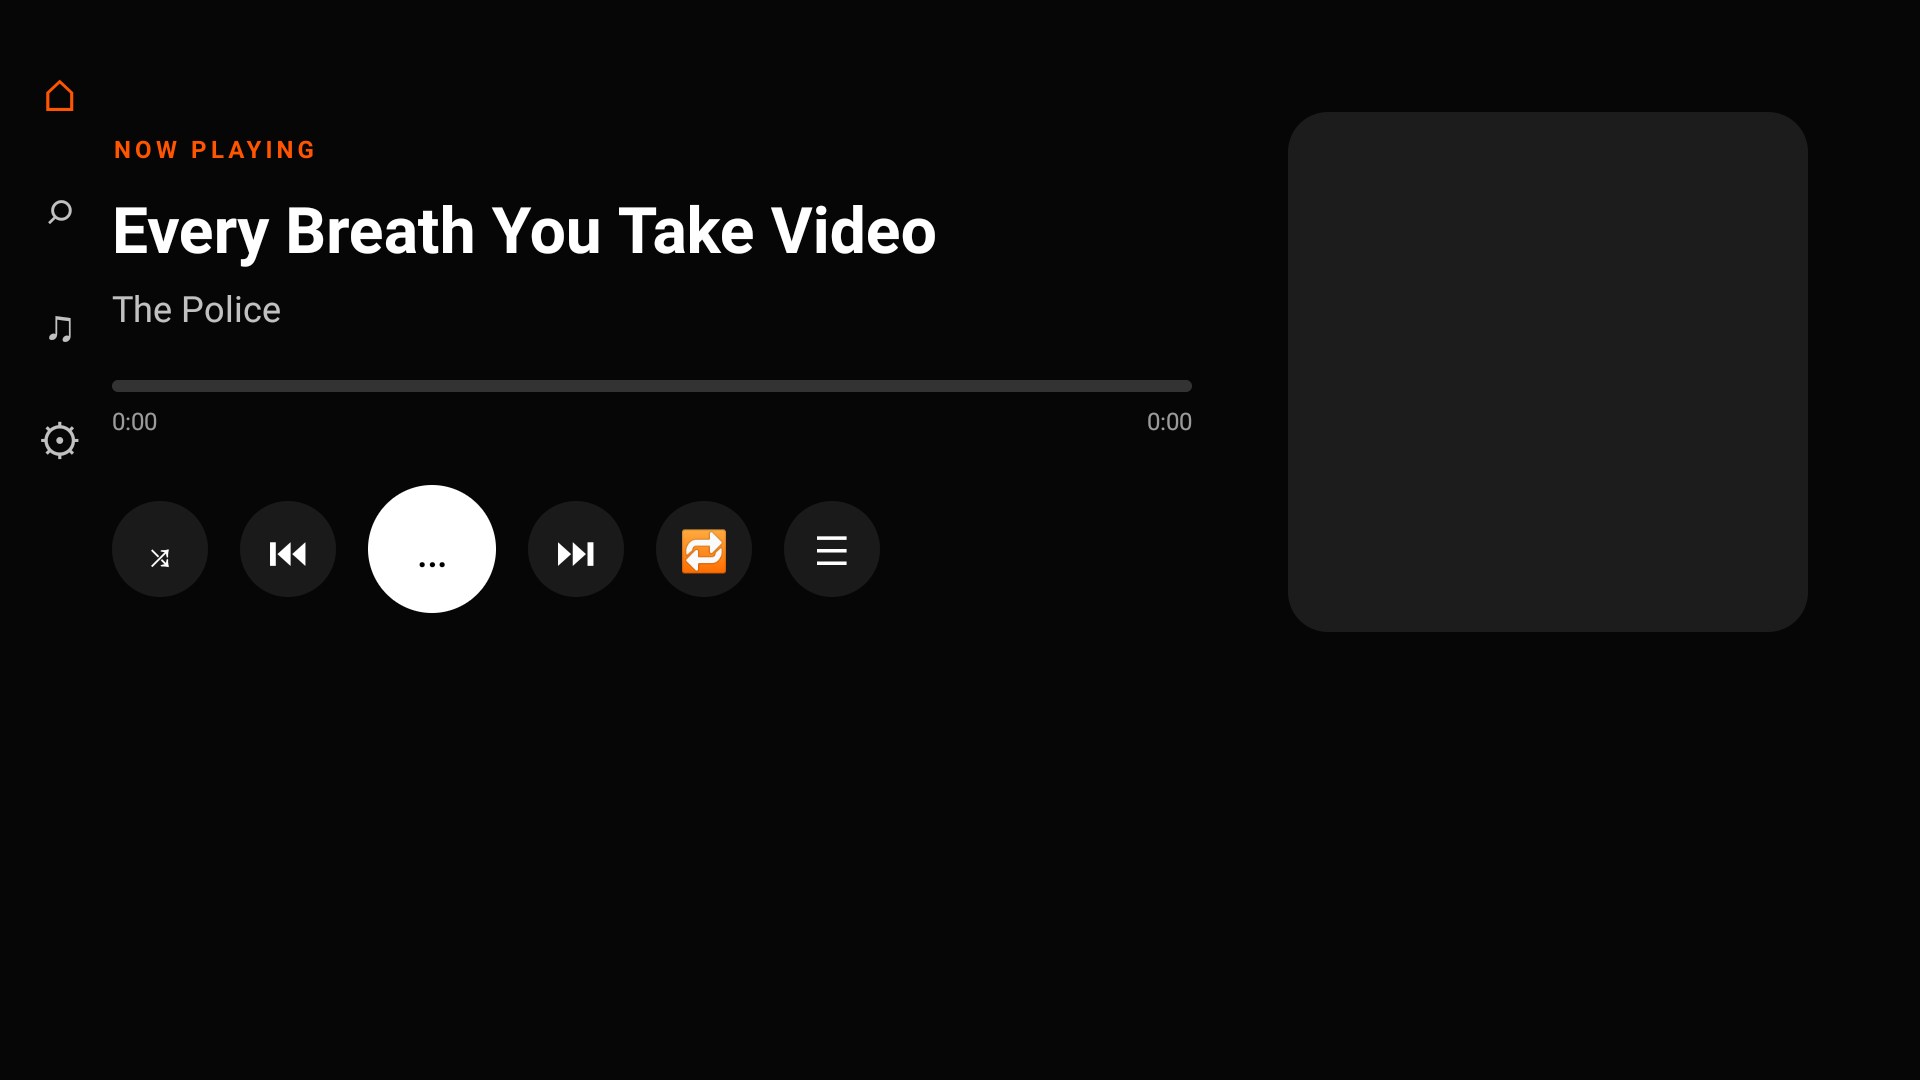 NOW PLAYING
Every Breath You Take Video
The Police
0:00
0:00
...